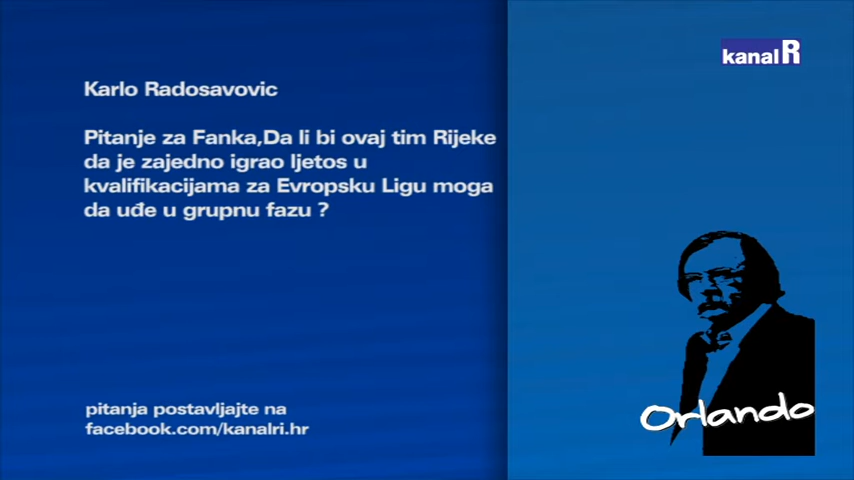 kanalR
Karlo Radosavovic
Pitanje za Fanka,Da li bi ovaj tim Rijeke
da je zajedno igrao ljetos u
kvalifikacijama za Evropsku Ligu moga
da uđe u grupnu fazu ?
Orlando
pitanja postavljajte na
facebook.com/kanalri.hr